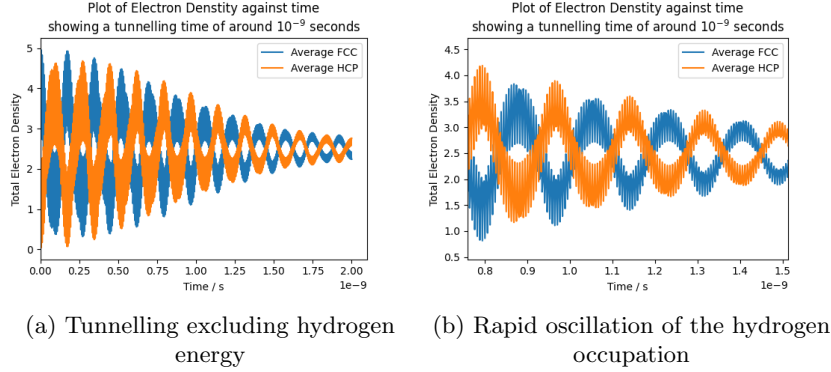 Plot of Electron Denstity against time
showing a tunnelling time of around 10⁻⁹ seconds
Average FCC
Average HCP
Total Electron Density
5
4
3
2
1
0
0.00 0.25 0.50 0.75 1.00 1.25 1.50 1.75 2.00
Time / s
1e−9
(a) Tunnelling excluding hydrogen
energy
Plot of Electron Denstity against time
showing a tunnelling time of around 10⁻⁹ seconds
Average FCC
Average HCP
Total Electron Density
4.5
4.0
3.5
3.0
2.5
2.0
1.5
1.0
0.5
0.8 0.9 1.0 1.1 1.2 1.3 1.4 1.5
Time / s
1e−9
(b) Rapid oscillation of the hydrogen
occupation